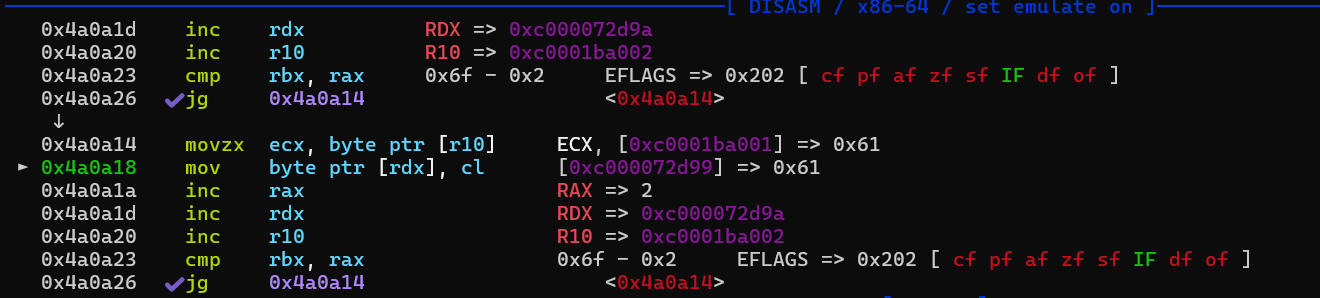 [ DISASM / x86-64 / set emulate on ]
0x4a0a1d inc rdx RDX => 0xc000072d9a
0x4a0a20 inc r10 R10 => 0xc0001ba002
0x4a0a23 cmp rbx, rax 0x6f - 0x2 EFLAGS => 0x202 [ cf pf af zf sf IF df of ]
0x4a0a26 ✔jg 0x4a0a14 <0x4a0a14>
↓
0x4a0a14 movzx ecx, byte ptr [r10] ECX, [0xc0001ba001] => 0x61
► 0x4a0a18 mov byte ptr [rdx], cl [0xc000072d99] => 0x61
0x4a0a1a inc rax RAX => 2
0x4a0a1d inc rdx RDX => 0xc000072d9a
0x4a0a20 inc r10 R10 => 0xc0001ba002
0x4a0a23 cmp rbx, rax 0x6f - 0x2 EFLAGS => 0x202 [ cf pf af zf sf IF df of ]
0x4a0a26 ✔jg 0x4a0a14 <0x4a0a14>